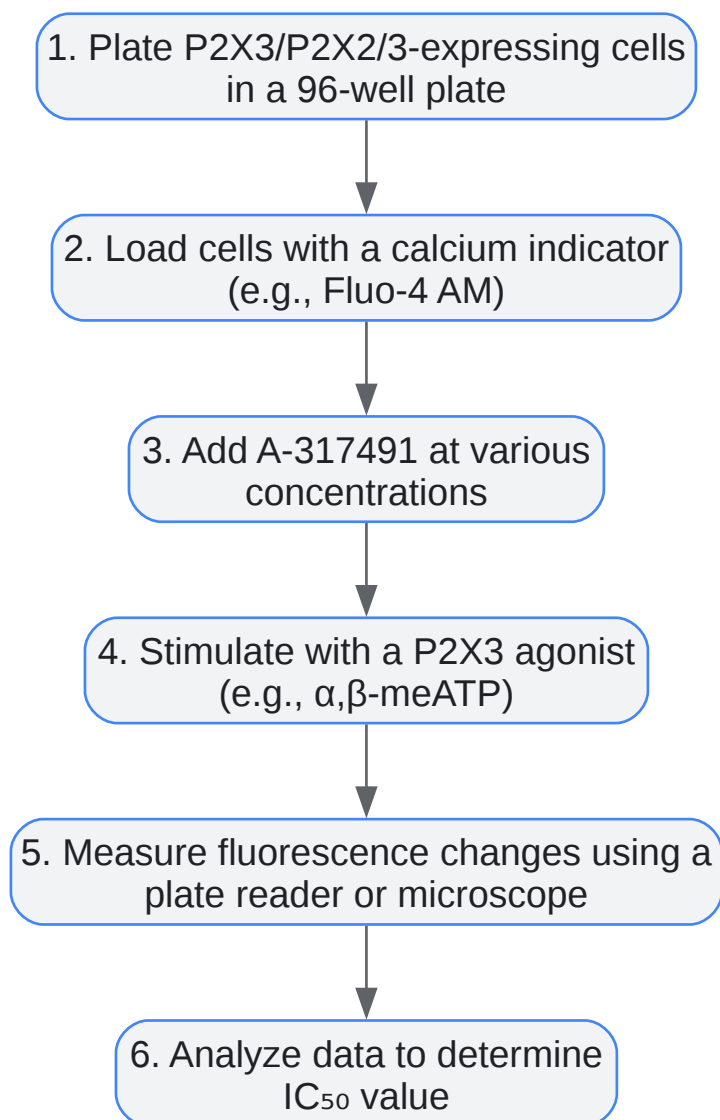 1. Plate P2X3/P2X2/3-expressing cells
in a 96-well plate
2. Load cells with a calcium indicator
(e.g., Fluo-4 AM)
3. Add A-317491 at various
concentrations
4. Stimulate with a P2X3 agonist
(e.g., α,β-meATP)
5. Measure fluorescence changes using a
plate reader or microscope
6. Analyze data to determine
IC₅₀ value